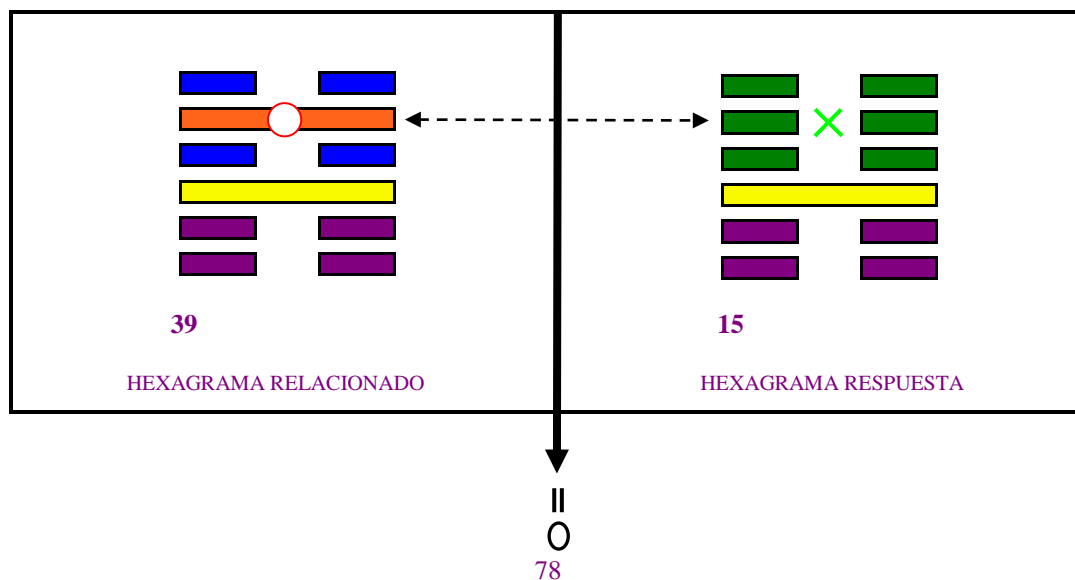 39
15
HEXAGRAMA RELACIONADO
HEXAGRAMA RESPUESTA
=
O
78